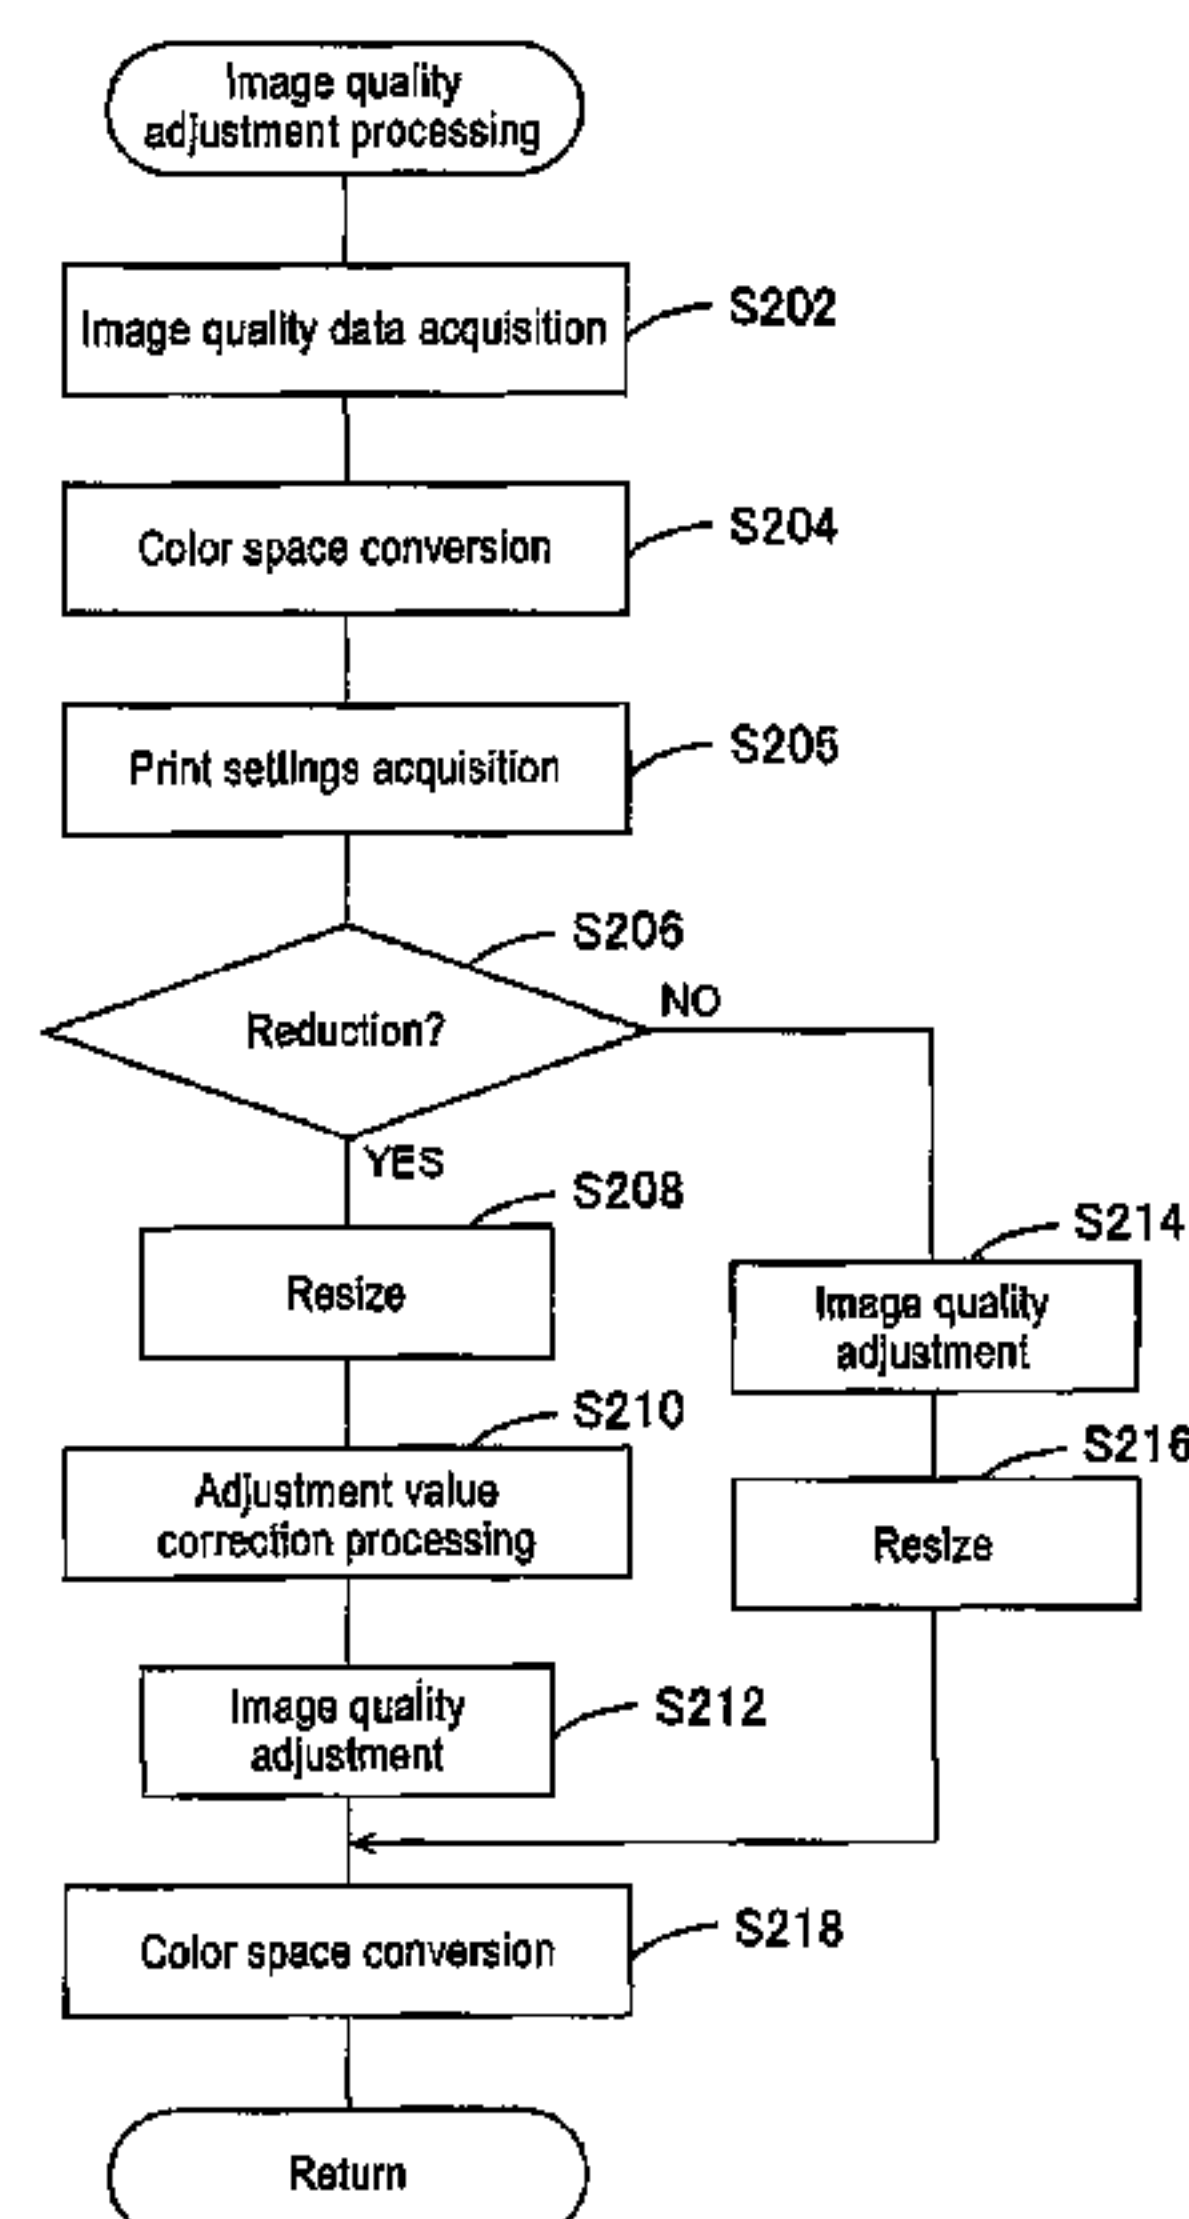 Image quality
adjustment processing
Image quality data acquisition
S202
Color space conversion
S204
Print settings acquisition
S205
S206
Reduction?
NO
YES
S208
Resize
S214
Image quality
adjustment
S210
Adjustment value
correction processing
S216
Resize
Image quality
adjustment
S212
Color space conversion
S218
Return